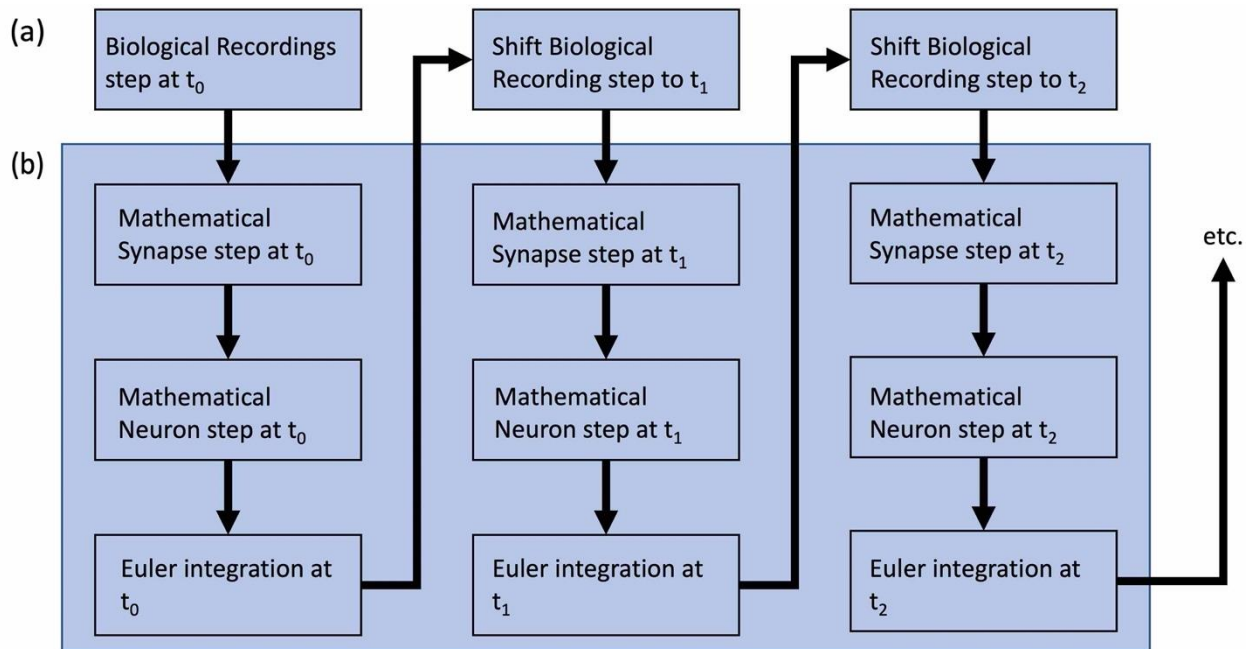 (a)
Biological Recordings
step at t₀
Shift Biological
Recording step to t₁
Shift Biological
Recording step to t₂
(b)
Mathematical
Synapse step at t₀
Mathematical
Synapse step at t₁
Mathematical
Synapse step at t₂
etc.
Mathematical
Neuron step at t₀
Mathematical
Neuron step at t₁
Mathematical
Neuron step at t₂
Euler integration at
t₀
Euler integration at
t₁
Euler integration at
t₂